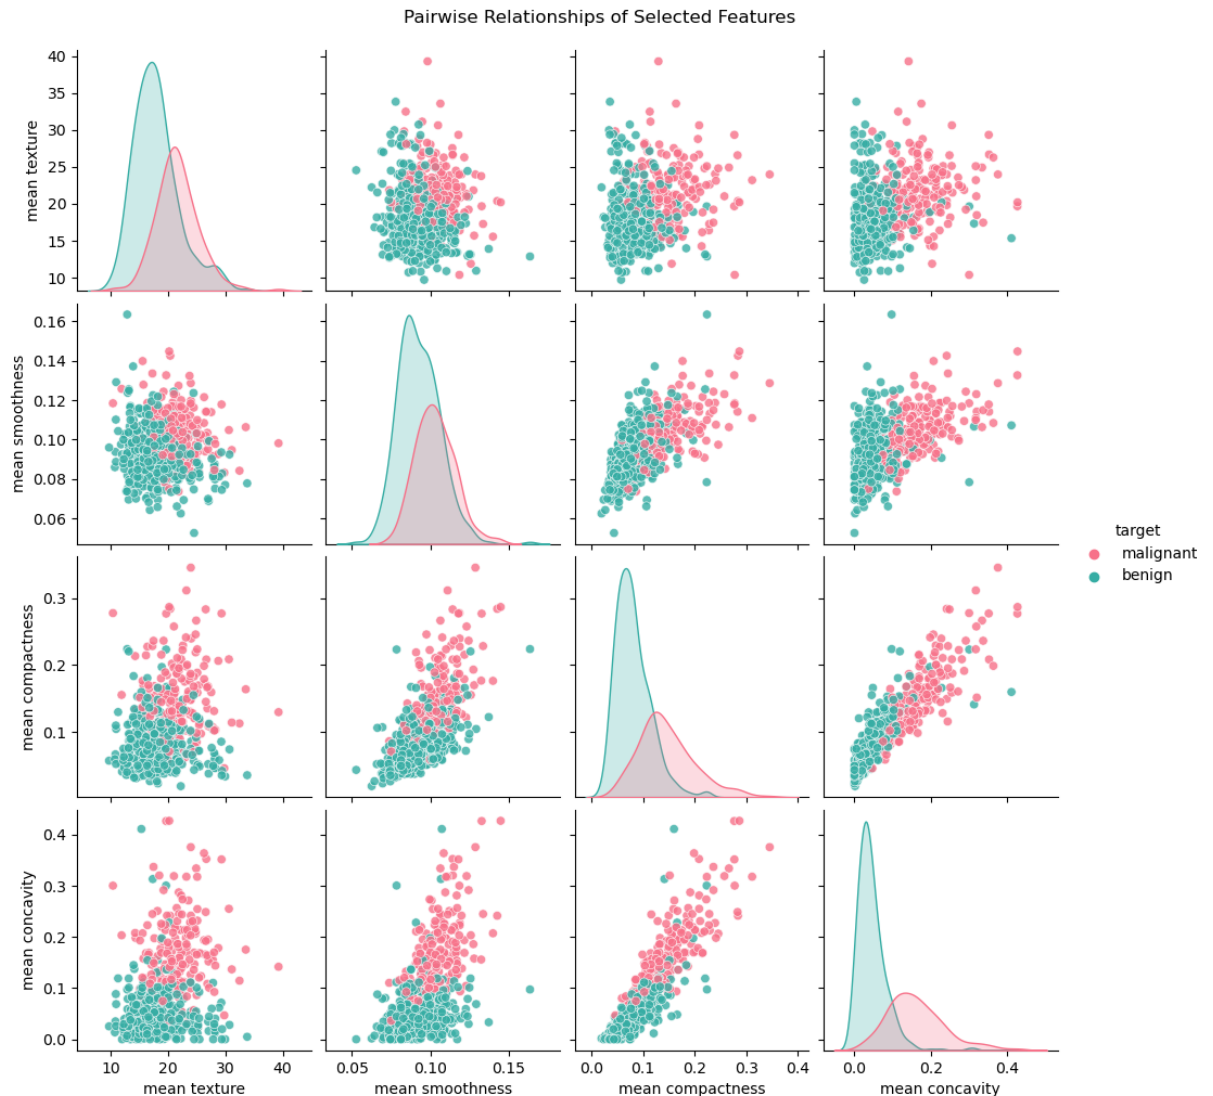 Pairwise Relationships of Selected Features
40
35
30
25
20
15
10
mean texture
0.16
0.14
0.12
0.10
0.08
0.06
mean smoothness
target
malignant
benign
0.3
0.2
0.1
mean compactness
0.4
0.3
0.2
0.1
0.0
mean concavity
10 20 30 40
mean texture
0.05 0.10 0.15
mean smoothness
0.0 0.1 0.2 0.3 0.4
mean compactness
0.0 0.2 0.4
mean concavity